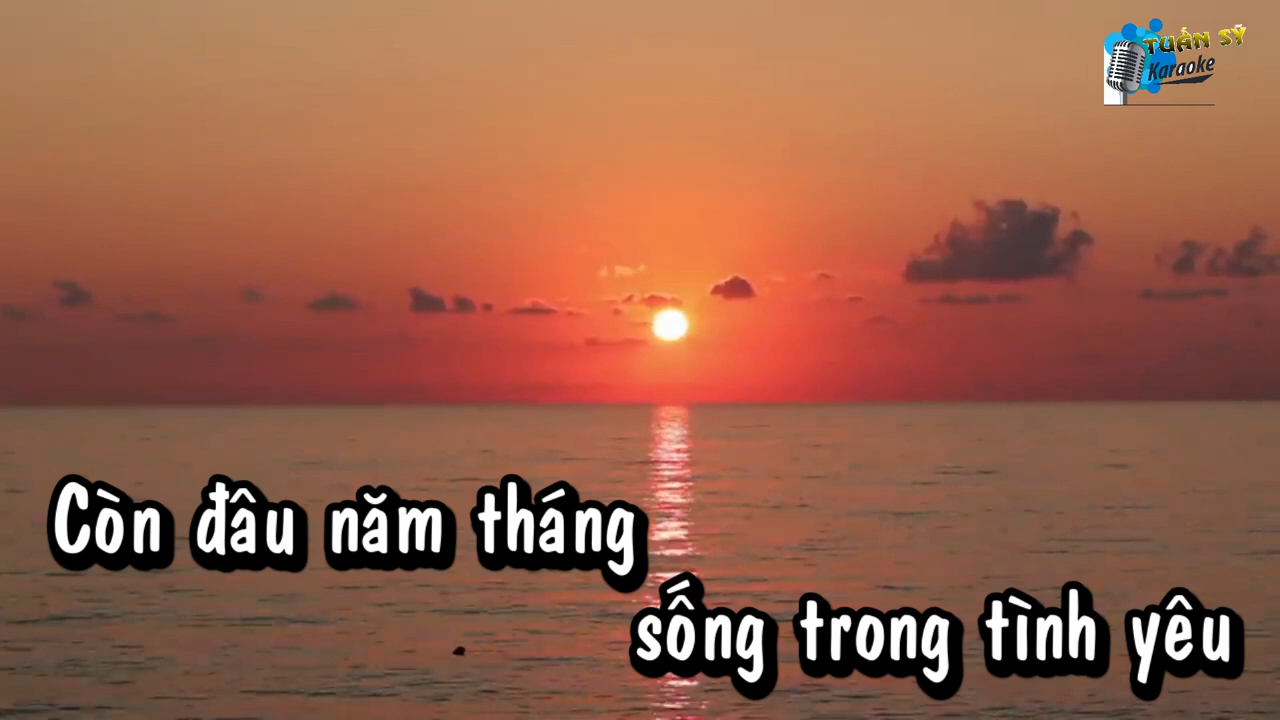 TUẤN SỸ
Karaoke
Còn đâu năm tháng
sống trong tình yêu